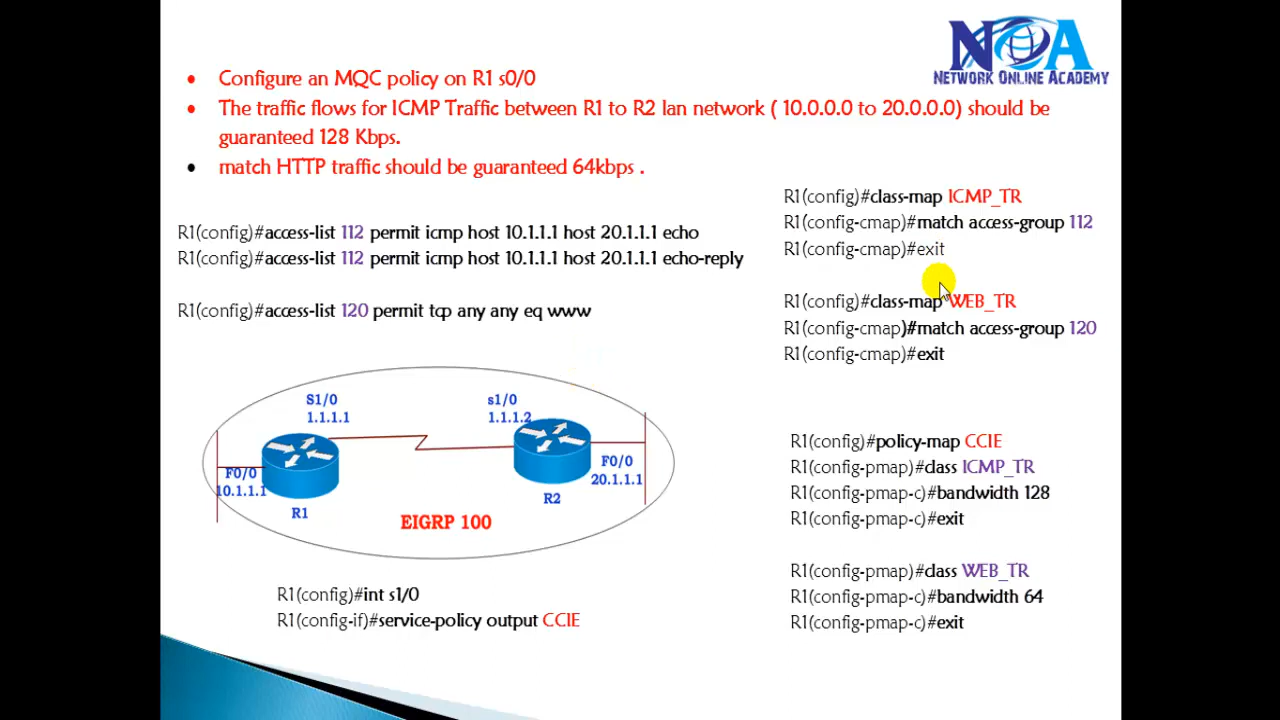 NOA
NETWORK ONLINE ACADEMY
• Configure an MQC policy on R1 s0/0
• The traffic flows for ICMP Traffic between R1 to R2 lan network ( 10.0.0.0 to 20.0.0.0) should be
guaranteed 128 Kbps.
• match HTTP traffic should be guaranteed 64kbps .
R1(config)#access-list 112 permit icmp host 10.1.1.1 host 20.1.1.1 echo
R1(config)#access-list 112 permit icmp host 10.1.1.1 host 20.1.1.1 echo-reply
R1(config)#access-list 120 permit tcp any any eq www
R1(config)#class-map ICMP_TR
R1(config-cmap)#match access-group 112
R1(config-cmap)#exit
R1(config)#class-map WEB_TR
R1(config-cmap)#match access-group 120
R1(config-cmap)#exit
S1/0
1.1.1.1
s1/0
1.1.1.2
F0/0
10.1.1.1
R1
F0/0
20.1.1.1
R2
EIGRP 100
R1(config)#int s1/0
R1(config-if)#service-policy output CCIE
R1(config)#policy-map CCIE
R1(config-pmap)#class ICMP_TR
R1(config-pmap-c)#bandwidth 128
R1(config-pmap-c)#exit
R1(config-pmap)#class WEB_TR
R1(config-pmap-c)#bandwidth 64
R1(config-pmap-c)#exit